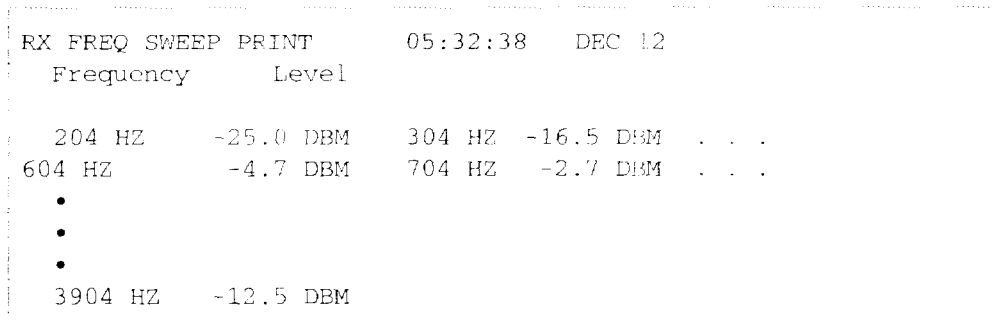 RX FREQ SWEEP PRINT 05:32:38 DEC 12
Frequency Level
204 HZ -25.0 DBM 304 HZ -16.5 DBM . . .
604 HZ -4.7 DBM 704 HZ -2.7 DBM . . .
•
•
•
3904 HZ -12.5 DBM